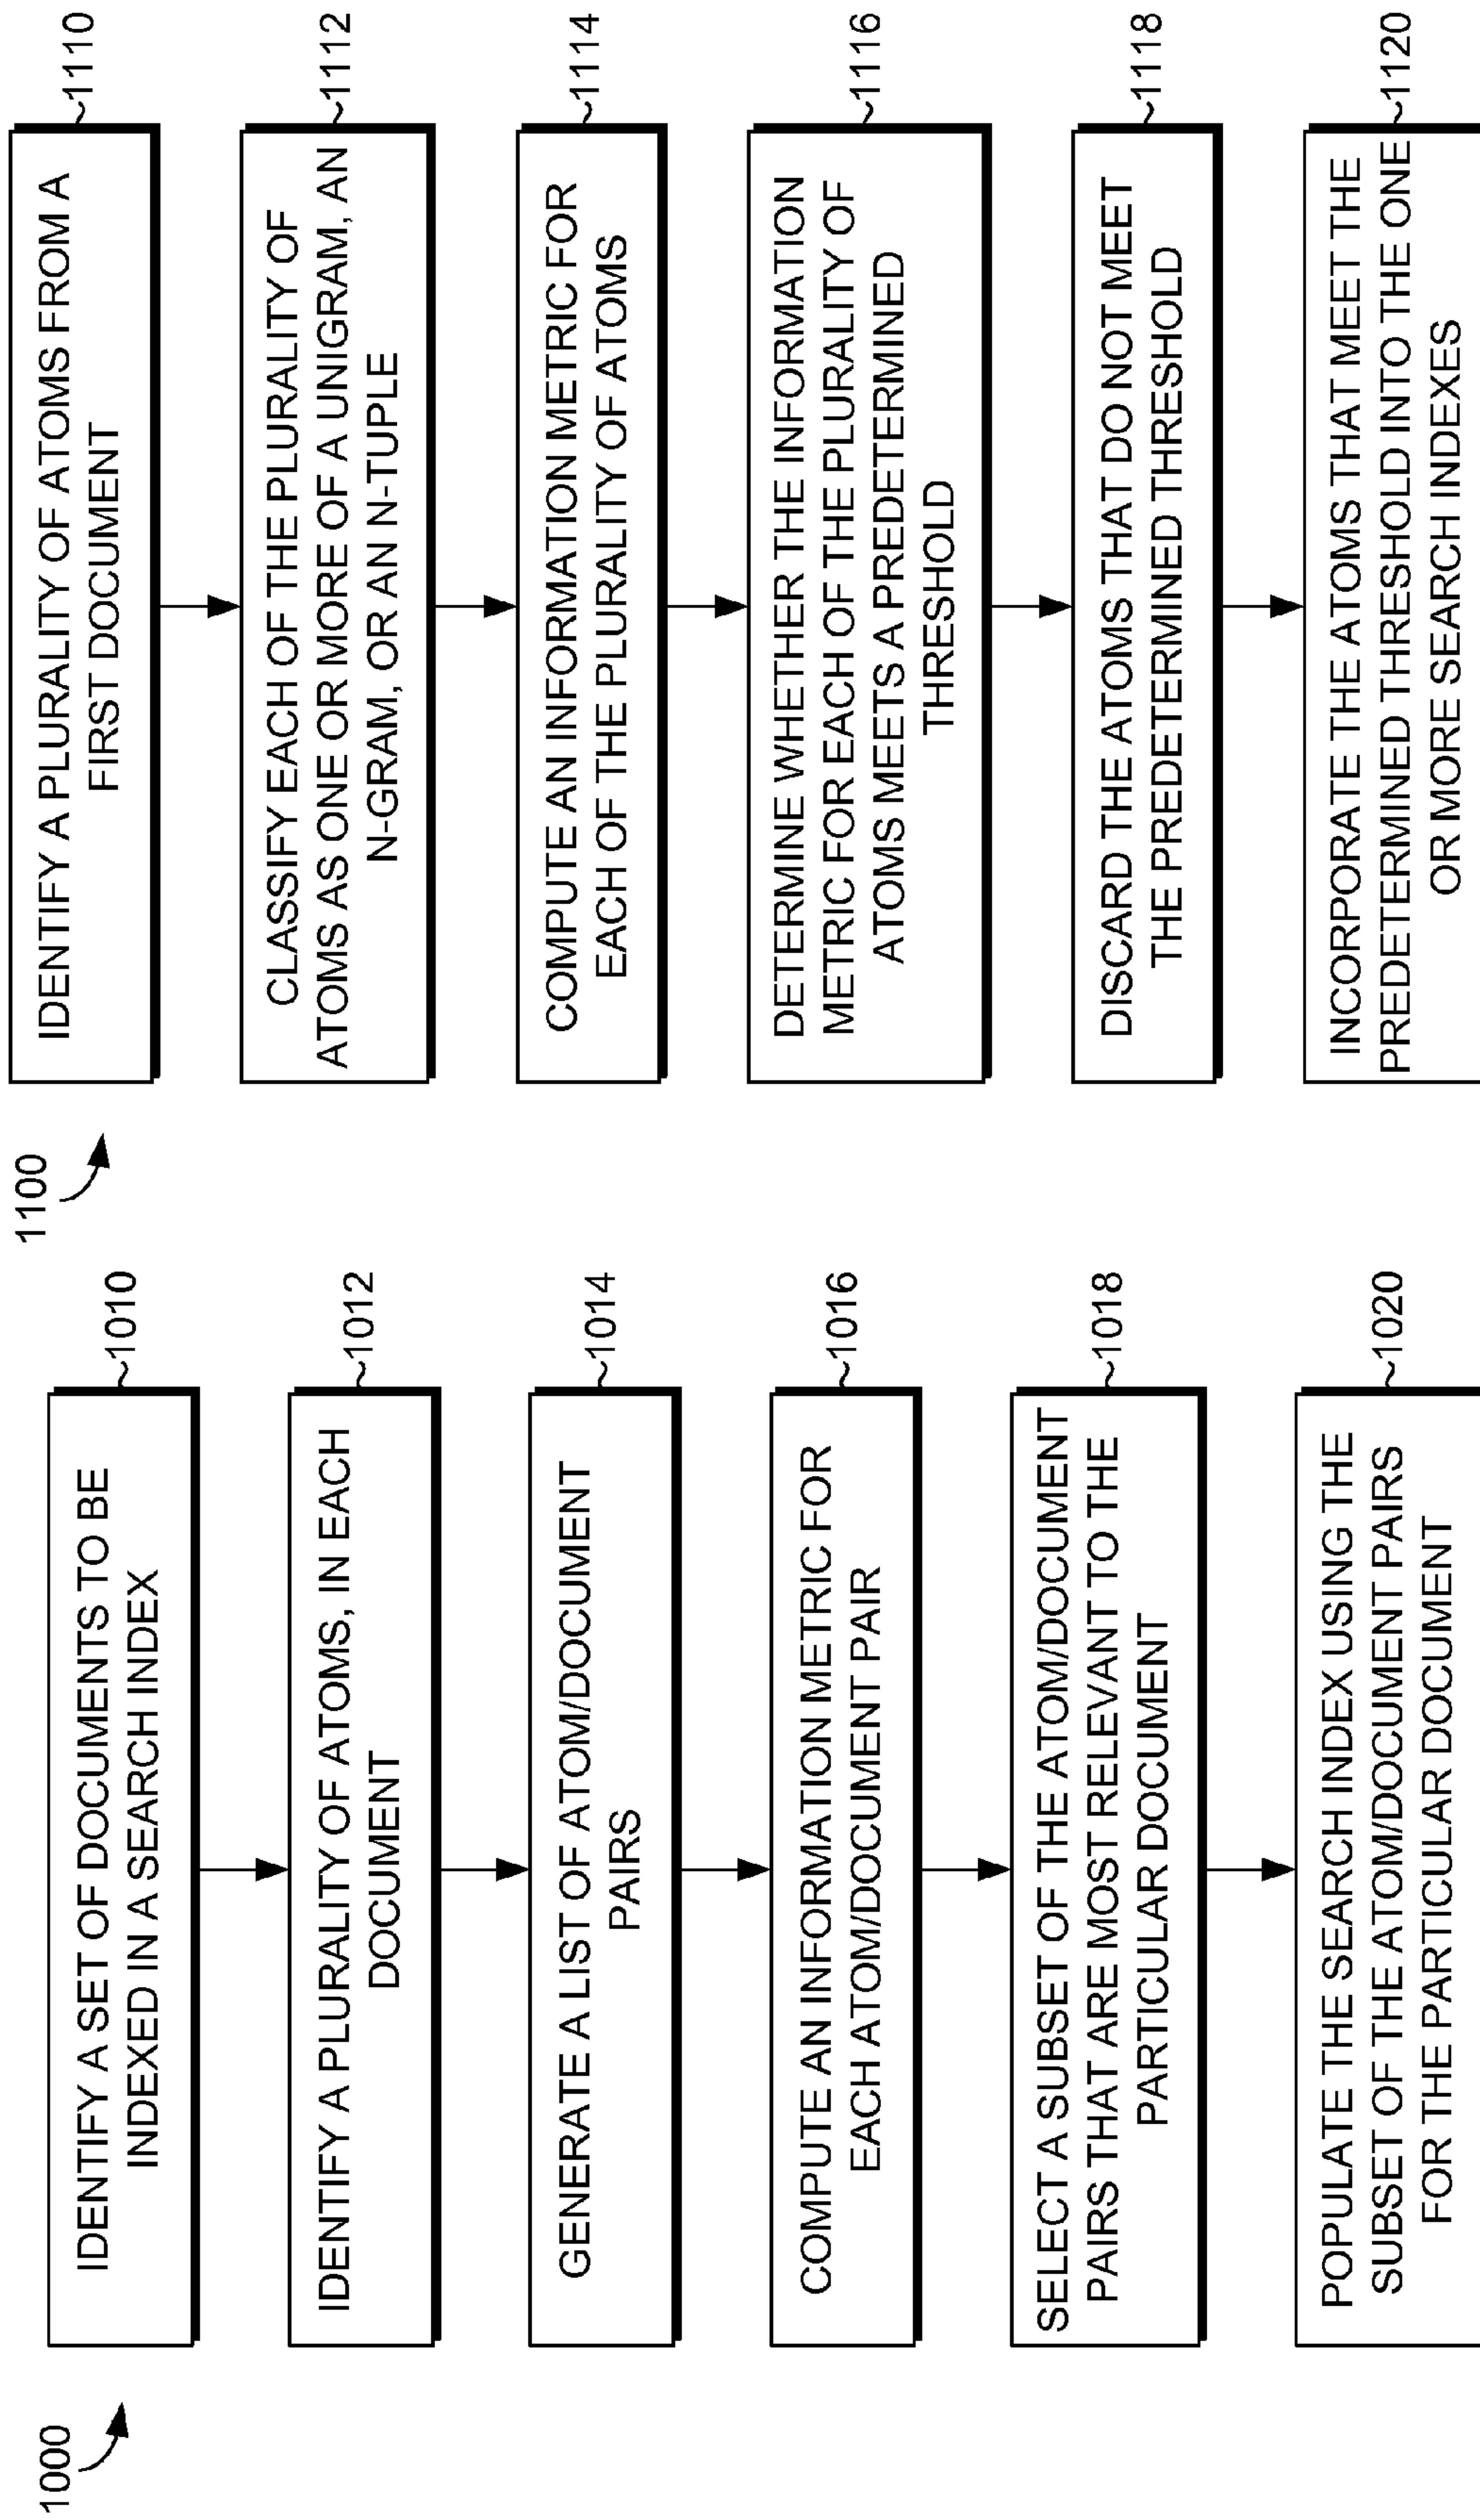 1000
IDENTIFY A SET OF DOCUMENTS TO BE
INDEXED IN A SEARCH INDEX
~1010
IDENTIFY A PLURALITY OF ATOMS, IN EACH
DOCUMENT
~1012
GENERATE A LIST OF ATOM/DOCUMENT
PAIRS
~1014
COMPUTE AN INFORMATION METRIC FOR
EACH ATOM/DOCUMENT PAIR
~1016
SELECT A SUBSET OF THE ATOM/DOCUMENT
PAIRS THAT ARE MOST RELEVANT TO THE
PARTICULAR DOCUMENT
~1018
POPULATE THE SEARCH INDEX USING THE
SUBSET OF THE ATOM/DOCUMENT PAIRS
FOR THE PARTICULAR DOCUMENT
~1020
1100
IDENTIFY A PLURALITY OF ATOMS FROM A
FIRST DOCUMENT
~1110
CLASSIFY EACH OF THE PLURALITY OF
ATOMS AS ONE OR MORE OF A UNIGRAM, AN
N-GRAM, OR AN N-TUPLE
~1112
COMPUTE AN INFORMATION METRIC FOR
EACH OF THE PLURALITY OF ATOMS
~1114
DETERMINE WHETHER THE INFORMATION
METRIC FOR EACH OF THE PLURALITY OF
ATOMS MEETS A PREDETERMINED
THRESHOLD
~1116
DISCARD THE ATOMS THAT DO NOT MEET
THE PREDETERMINED THRESHOLD
~1118
INCORPORATE THE ATOMS THAT MEET THE
PREDETERMINED THRESHOLD INTO THE ONE
OR MORE SEARCH INDEXES
~1120